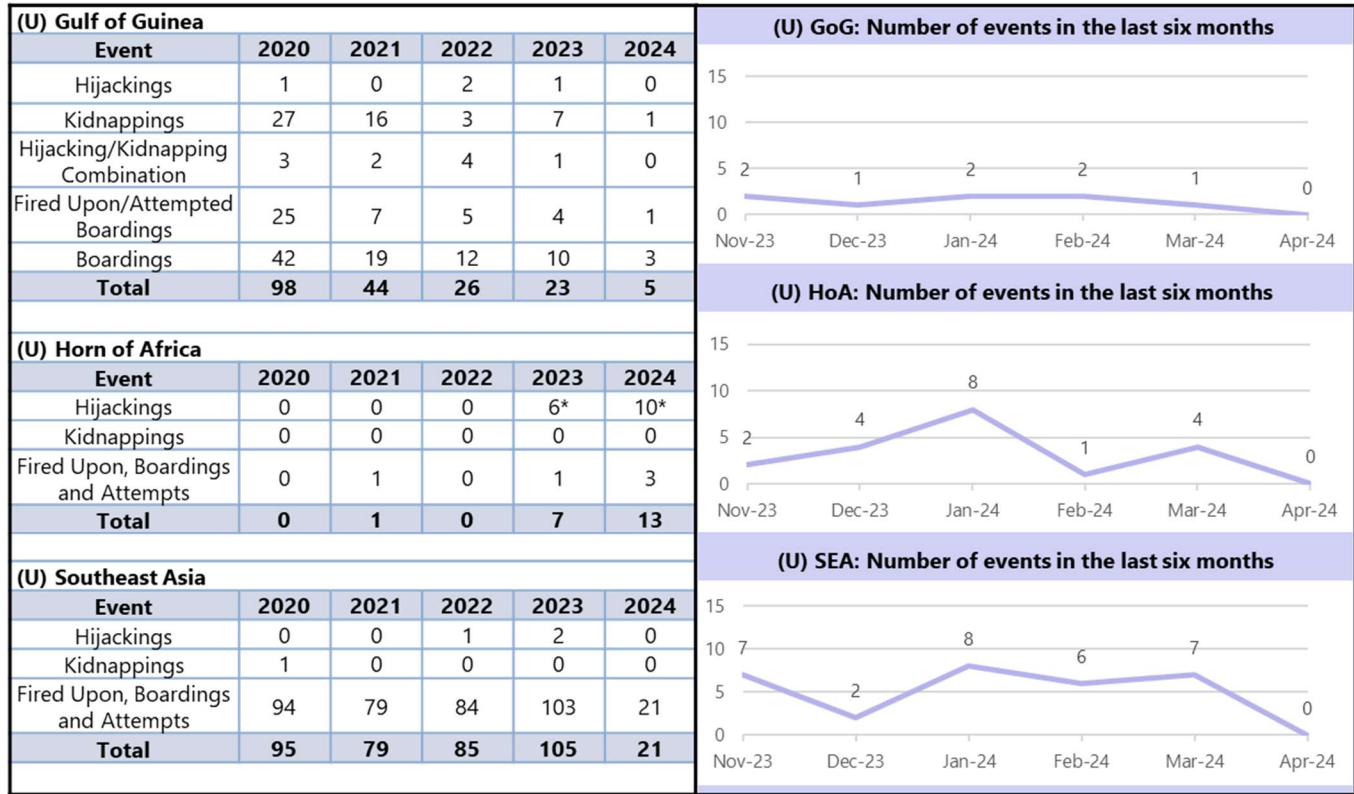 (U) Gulf of Guinea
Event 2020 2021 2022 2023 2024
Hijackings 1 0 2 1 0
Kidnappings 27 16 3 7 1
Hijacking/Kidnapping
Combination 3 2 4 1 0
Fired Upon/Attempted
Boardings 25 7 5 4 1
Boardings 42 19 12 10 3
Total 98 44 26 23 5
(U) Horn of Africa
Event 2020 2021 2022 2023 2024
Hijackings 0 0 0 6* 10*
Kidnappings 0 0 0 0 0
Fired Upon, Boardings
and Attempts 0 1 0 1 3
Total 0 1 0 7 13
(U) Southeast Asia
Event 2020 2021 2022 2023 2024
Hijackings 0 0 1 2 0
Kidnappings 1 0 0 0 0
Fired Upon, Boardings
and Attempts 94 79 84 103 21
Total 95 79 85 105 21
(U) GoG: Number of events in the last six months
15
10
5
0
2 1 2 2 1 0
Nov-23 Dec-23 Jan-24 Feb-24 Mar-24 Apr-24
(U) HoA: Number of events in the last six months
15
10
5
0
2 4 8 1 4 0
Nov-23 Dec-23 Jan-24 Feb-24 Mar-24 Apr-24
(U) SEA: Number of events in the last six months
15
10
5
0
7 2 8 6 7 0
Nov-23 Dec-23 Jan-24 Feb-24 Mar-24 Apr-24